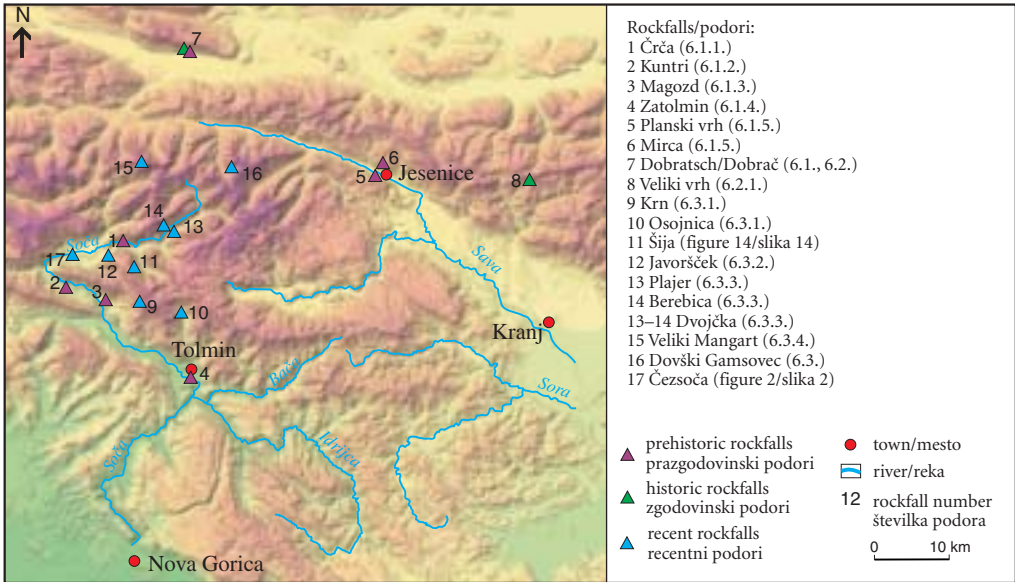 N
7
15
16
6
5
Jesenice
8
14
13
Soča
1
17
12
11
2
3
9
10
Sava
Kranj
Tolmin
4
Bača
Sora
Soča
Idrijca
Nova Gorica
Rockfalls/podori:
1 Črča (6.1.1.)
2 Kuntri (6.1.2.)
3 Magozd (6.1.3.)
4 Zatolmin (6.1.4.)
5 Planski vrh (6.1.5.)
6 Mirca (6.1.5.)
7 Dobratsch/Dobrač (6.1., 6.2.)
8 Veliki vrh (6.2.1.)
9 Krn (6.3.1.)
10 Osojnica (6.3.1.)
11 Šija (figure 14/slika 14)
12 Javoršček (6.3.2.)
13 Plajer (6.3.3.)
14 Berebica (6.3.3.)
13–14 Dvojčka (6.3.3.)
15 Veliki Mangart (6.3.4.)
16 Dovški Gamsovec (6.3.)
17 Čezsoča (figure 2/slika 2)
prehistoric rockfalls
prazgodovinski podori
historic rockfalls
zgodovinski podori
recent rockfalls
recentni podori
town/mesto
river/reka
12 rockfall number
številka podora
0 10 km